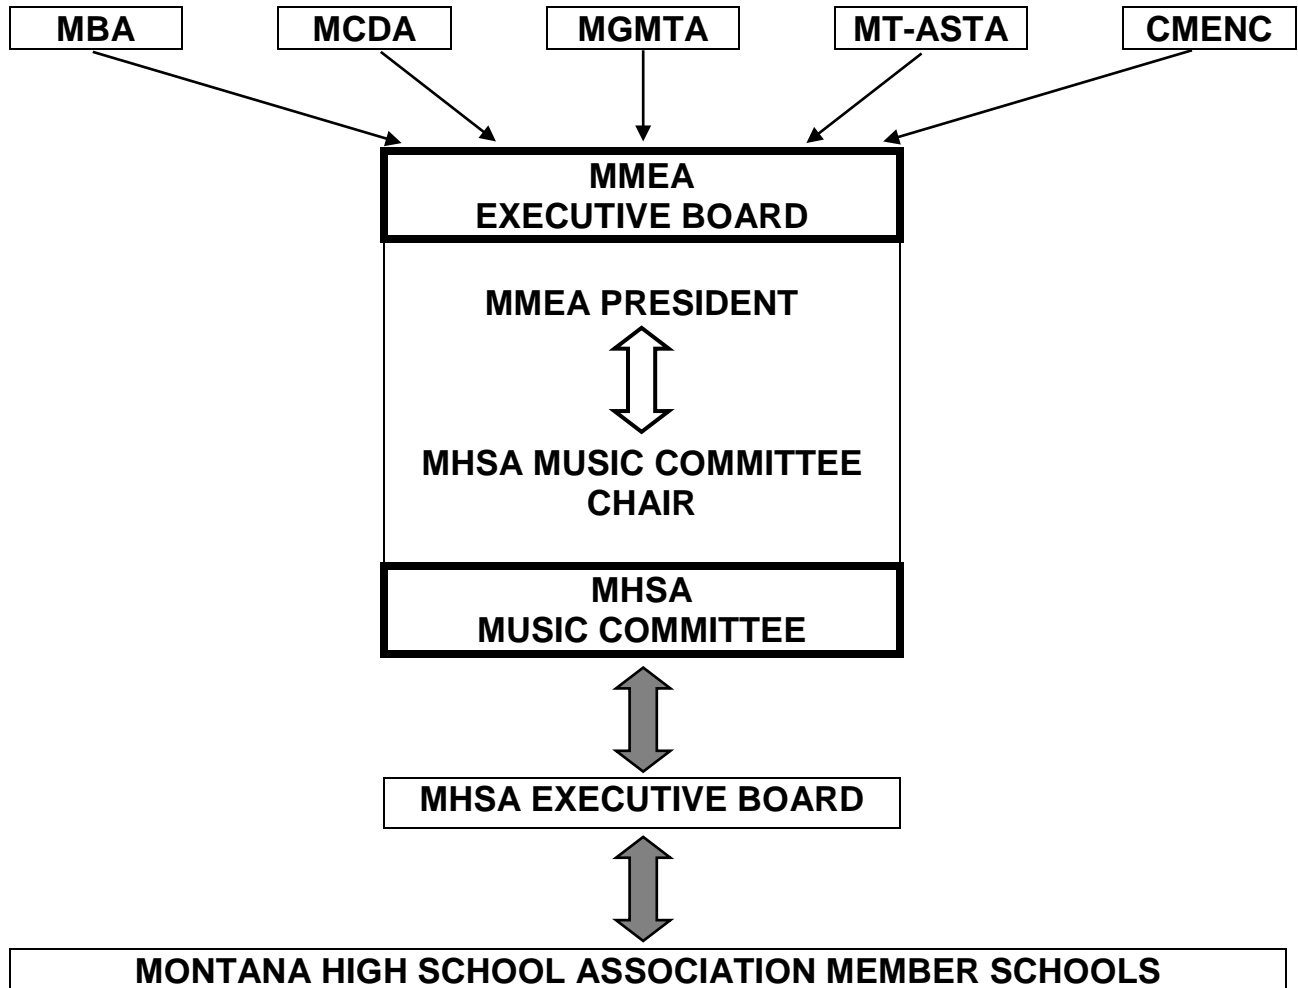 MBA
MCDA
MGMTA
MT-ASTA
CMENC
MMEA
EXECUTIVE BOARD
MMEA PRESIDENT
MHSA MUSIC COMMITTEE
CHAIR
MHSA
MUSIC COMMITTEE
MHSA EXECUTIVE BOARD
MONTANA HIGH SCHOOL ASSOCIATION MEMBER SCHOOLS